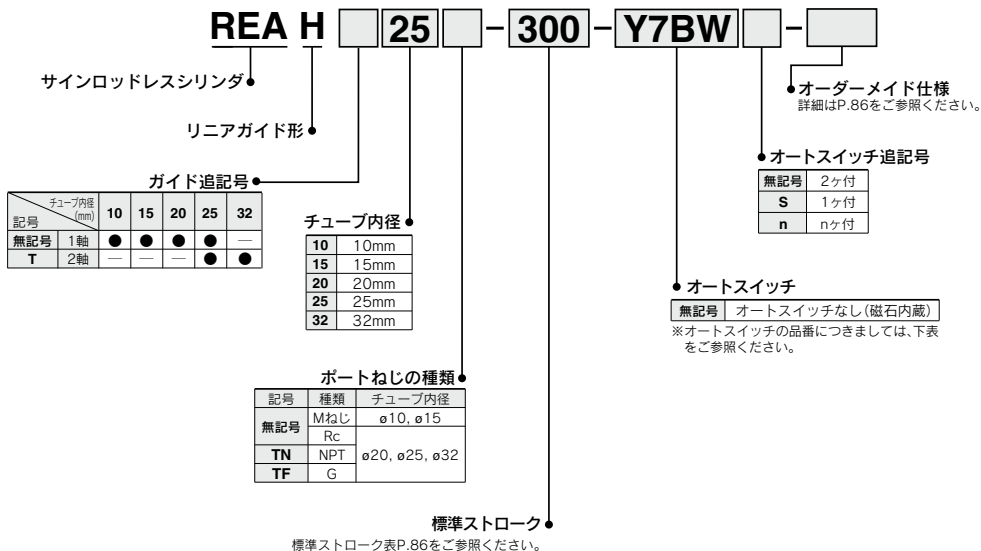 REA H 25 - 300 - Y7BW -
サインロッドレスシリンダ
リニアガイド形
オーダーメイド仕様
詳細はP.86をご参照ください。
オートスイッチ追記号
無記号 2ヶ付
S 1ヶ付
n nヶ付
ガイド追記号
記号 チューブ内径(mm) 10 15 20 25 32
無記号 1軸 ● ● ● ● —
T 2軸 — — — ● ●
チューブ内径
10 10mm
15 15mm
20 20mm
25 25mm
32 32mm
オートスイッチ
無記号 オートスイッチなし(磁石内蔵)
※オートスイッチの品番につきましては、下表
をご参照ください。
ポートねじの種類
記号 種類 チューブ内径
無記号 Mねじ ø10, ø15
Rc
TN NPT ø20, ø25, ø32
TF G
標準ストローク
標準ストローク表P.86をご参照ください。